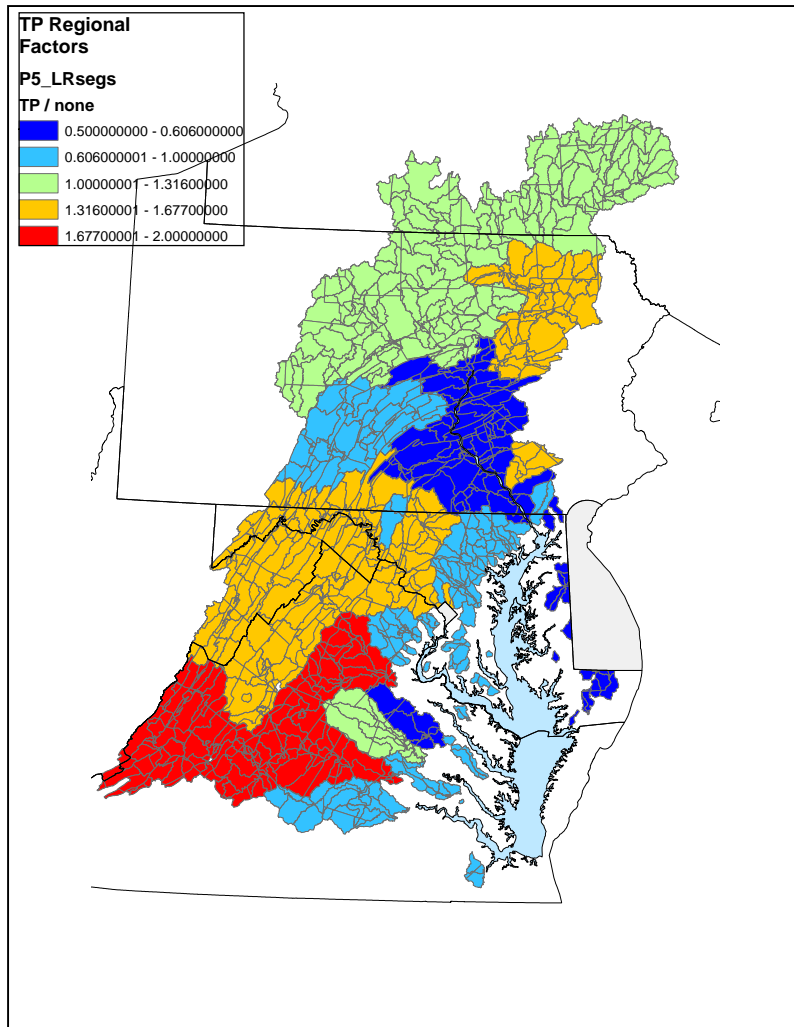 TP Regional
Factors
P5_LRsegs
TP / none
0.500000000 - 0.606000000
0.606000001 - 1.00000000
1.00000001 - 1.31600000
1.31600001 - 1.67700000
1.67700001 - 2.00000000